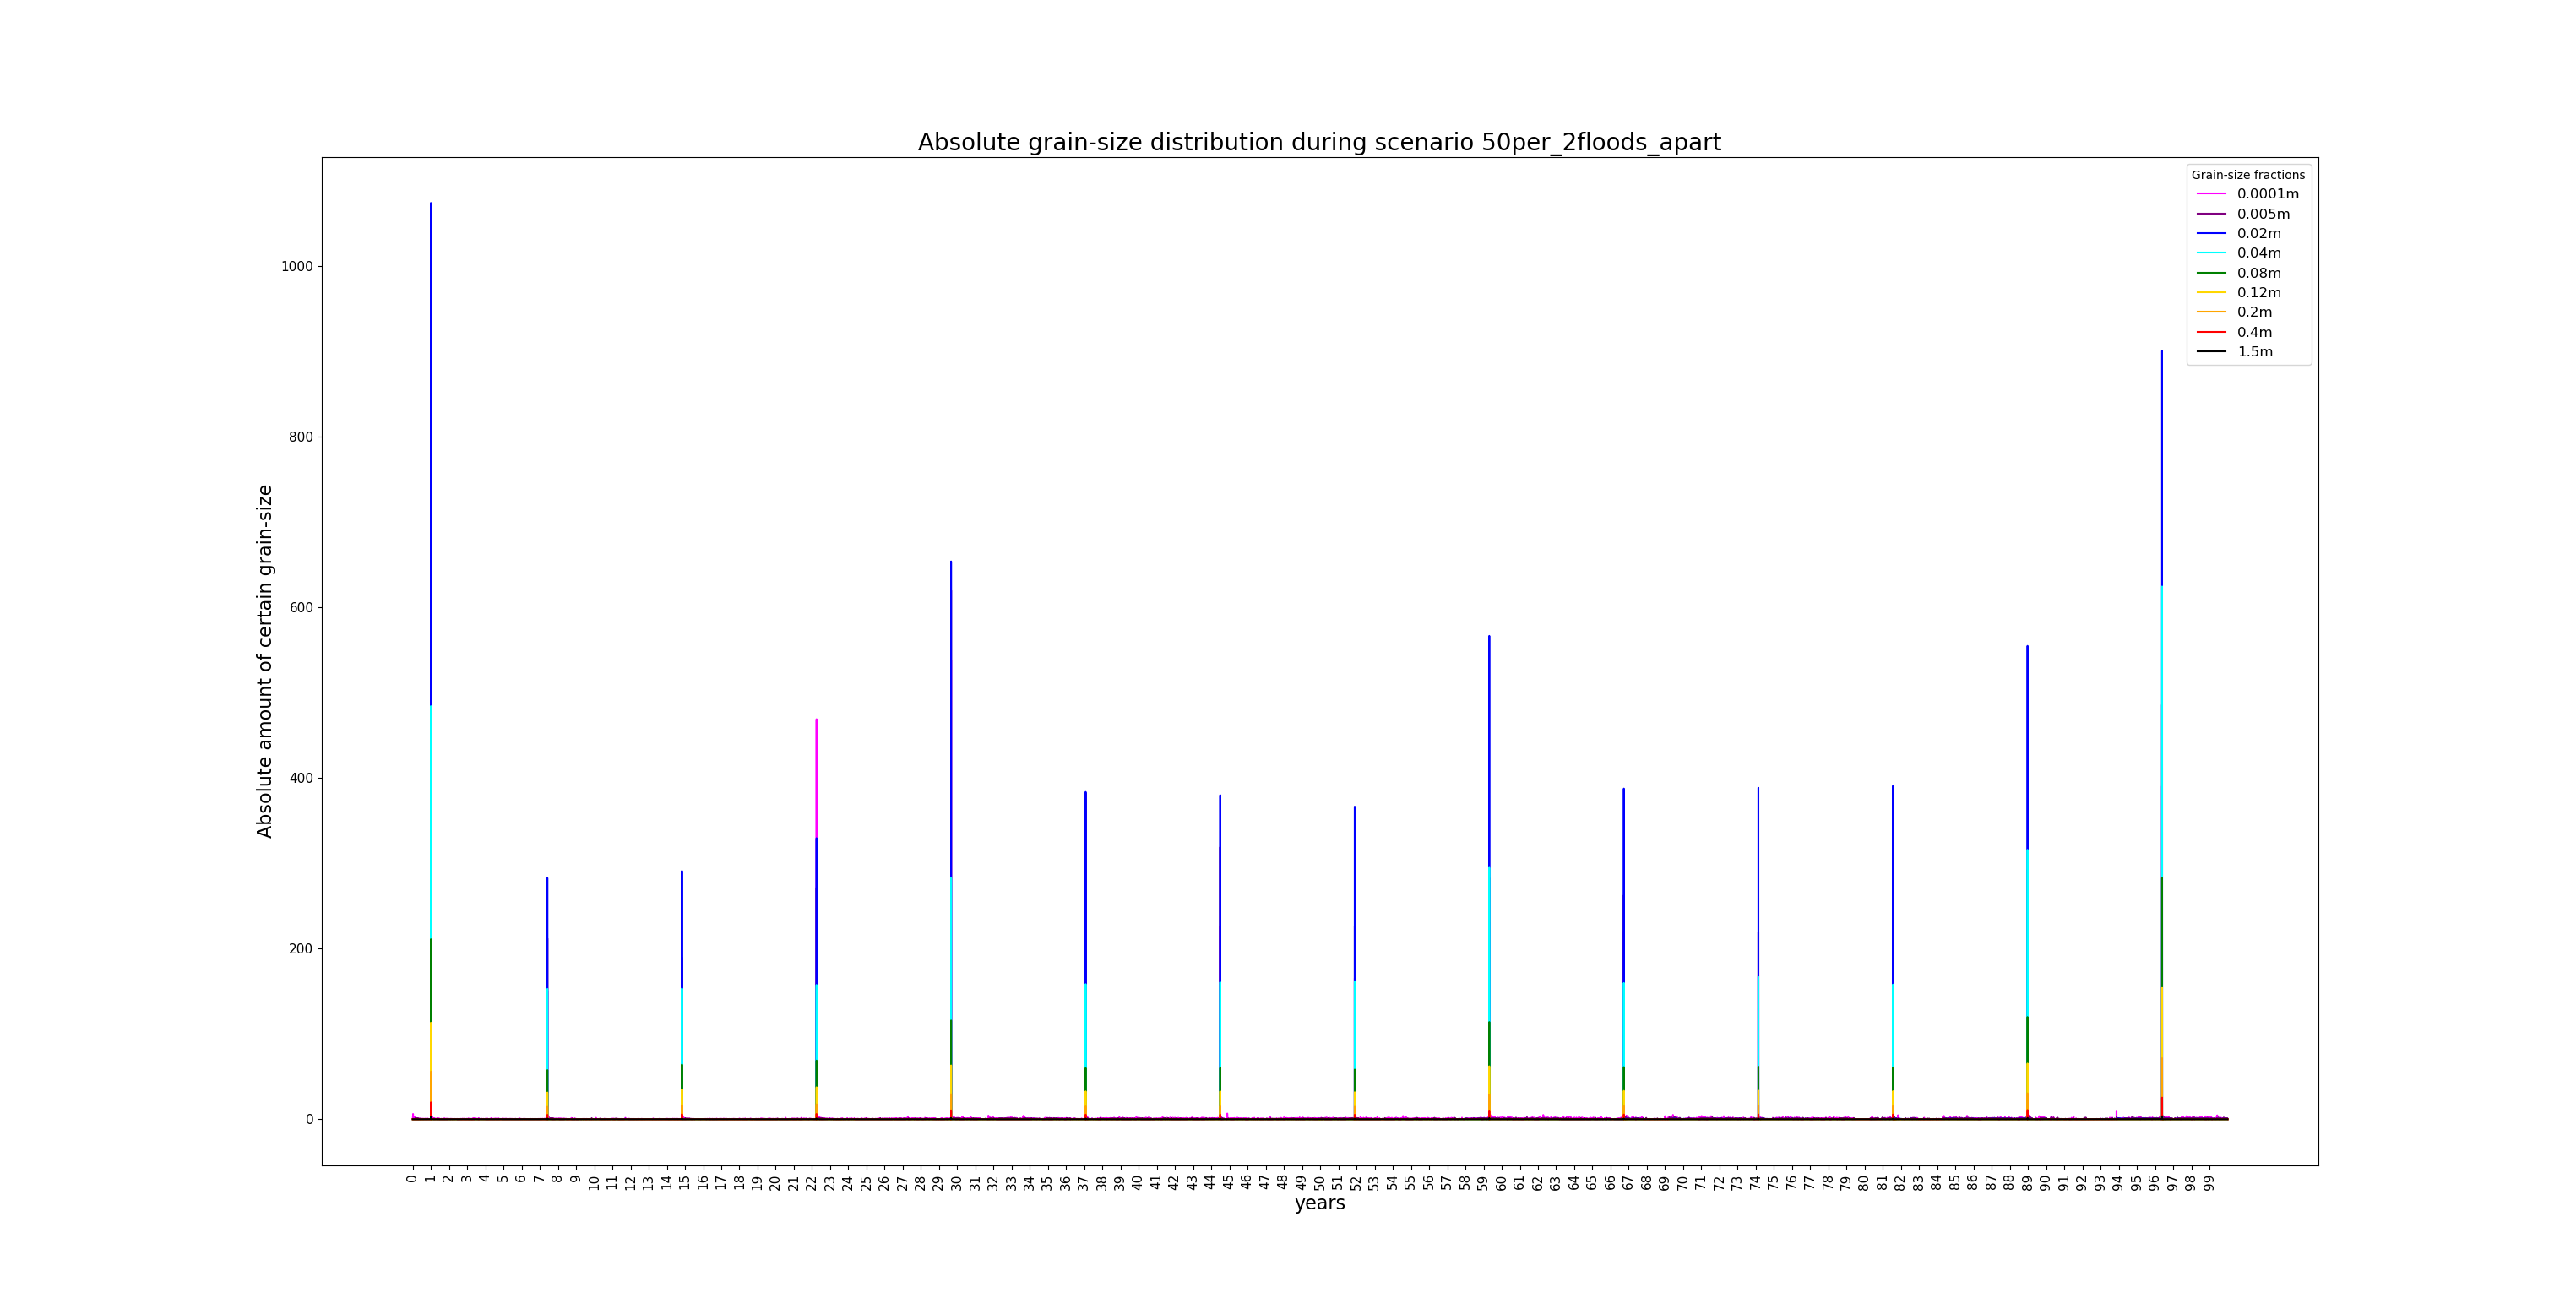 Absolute grain-size distribution during scenario 50per_2floods_apart
Grain-size fractions
0.0001m
0.005m
0.02m
0.04m
0.08m
0.12m
0.2m
0.4m
1.5m
Absolute amount of certain grain-size
1000
800
600
400
200
0
0 1 2 3 4 5 6 7 8 9 10 11 12 13 14 15 16 17 18 19 20 21 22 23 24 25 26 27 28 29 30 31 32 33 34 35 36 37 38 39 40 41 42 43 44 45 46 47 48 49 50 51 52 53 54 55 56 57 58 59 60 61 62 63 64 65 66 67 68 69 70 71 72 73 74 75 76 77 78 79 80 81 82 83 84 85 86 87 88 89 90 91 92 93 94 95 96 97 98 99
years